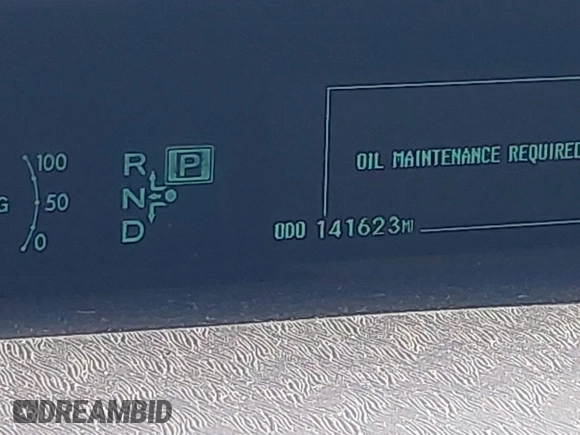 100
50
0
G
R P
N
D
OIL MAINTENANCE REQUIRED
ODO 141623MI
DREAMBID